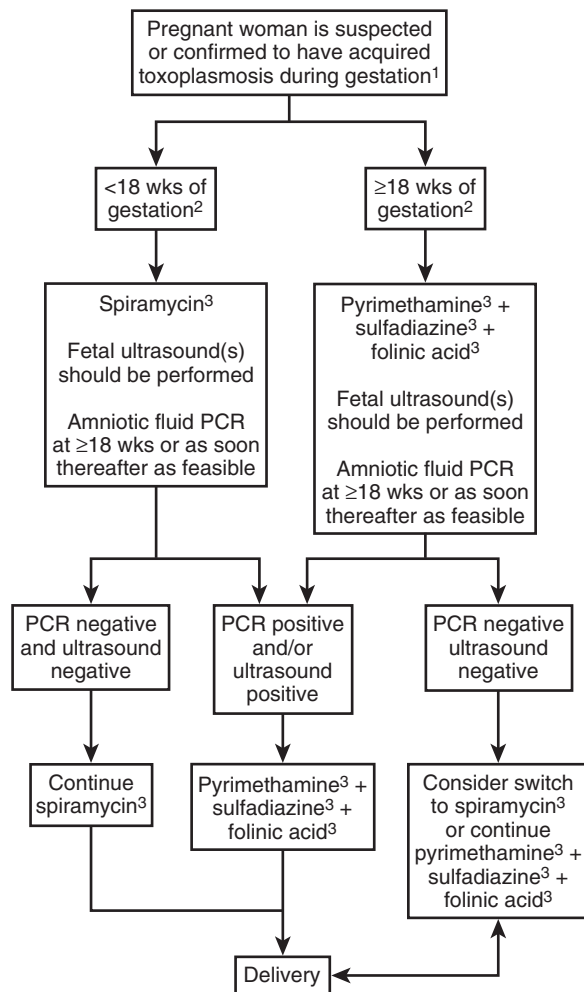 Pregnant woman is suspected
or confirmed to have acquired
toxoplasmosis during gestation¹
<18 wks of
gestation²
≥18 wks of
gestation²
Spiramycin³
Fetal ultrasound(s)
should be performed
Amniotic fluid PCR
at ≥18 wks or as soon
thereafter as feasible
Pyrimethamine³ +
sulfadiazine³ +
folinic acid³
Fetal ultrasound(s)
should be performed
Amniotic fluid PCR
at ≥18 wks or as soon
thereafter as feasible
PCR negative
and ultrasound
negative
PCR positive
and/or
ultrasound
positive
PCR negative
ultrasound
negative
Continue
spiramycin³
Pyrimethamine³ +
sulfadiazine³ +
folinic acid³
Consider switch
to spiramycin³
or continue
pyrimethamine³ +
sulfadiazine³ +
folinic acid³
Delivery